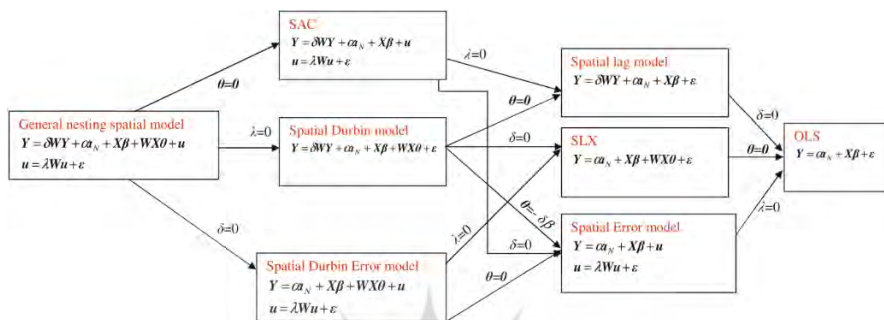 SAC
Y = δWY + αι_N + Xβ + u
u = λWu + ε
θ=0
λ=0
Spatial lag model
Y = δWY + αι_N + Xβ + ε
General nesting spatial model
Y = δWY + αι_N + Xβ + WXθ + u
u = λWu + ε
λ=0
Spatial Durbin model
Y = δWY + αι_N + Xβ + WXθ + ε
θ=0
δ=0
SLX
Y = αι_N + Xβ + WXθ + ε
δ=0
θ=0
OLS
Y = αι_N + Xβ + ε
δ=0
θ=-δβ
λ=0
δ=0
Spatial Error model
Y = αι_N + Xβ + u
u = λWu + ε
λ=0
Spatial Durbin Error model
Y = αι_N + Xβ + WXθ + u
u = λWu + ε
θ=0